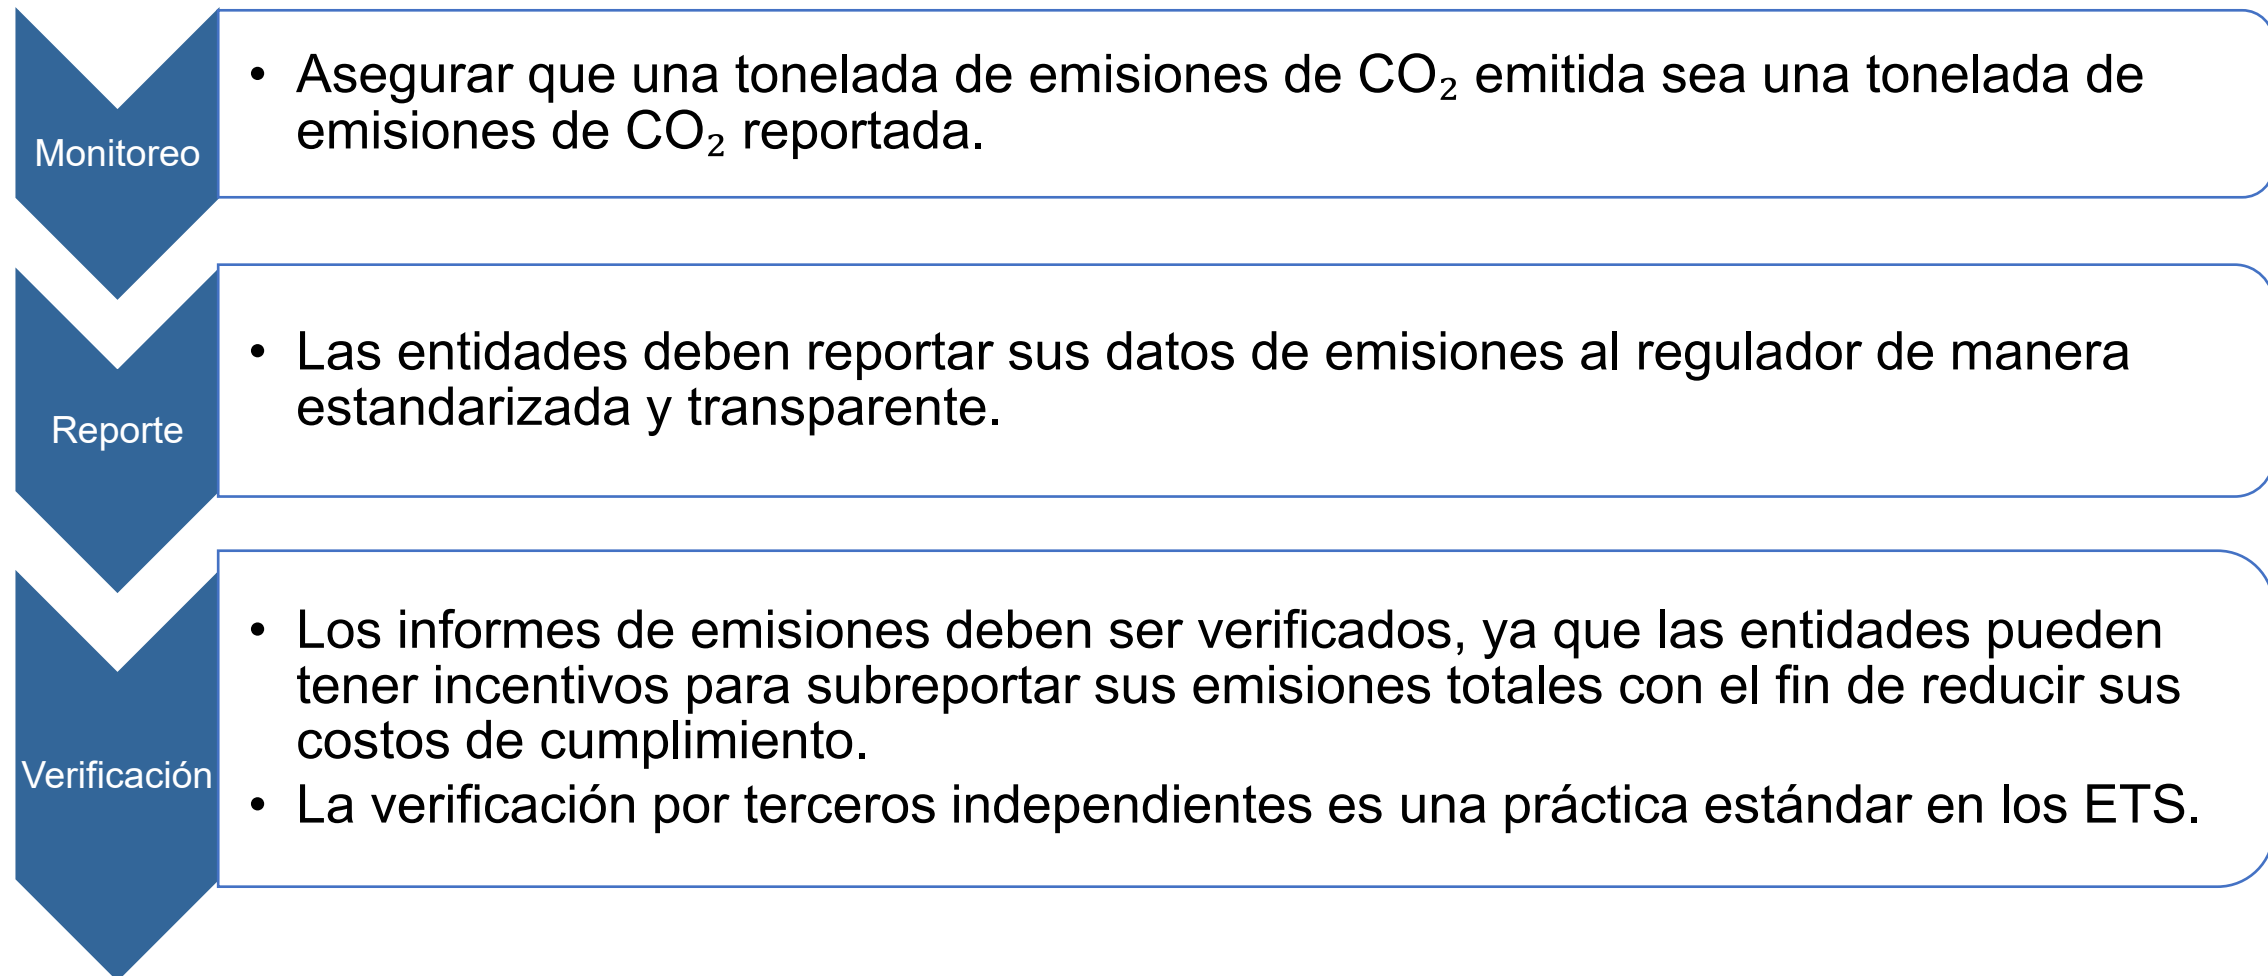 Monitoreo
• Asegurar que una tonelada de emisiones de CO₂ emitida sea una tonelada de
emisiones de CO₂ reportada.
Reporte
• Las entidades deben reportar sus datos de emisiones al regulador de manera
estandarizada y transparente.
Verificación
• Los informes de emisiones deben ser verificados, ya que las entidades pueden
tener incentivos para subreportar sus emisiones totales con el fin de reducir sus
costos de cumplimiento.
• La verificación por terceros independientes es una práctica estándar en los ETS.